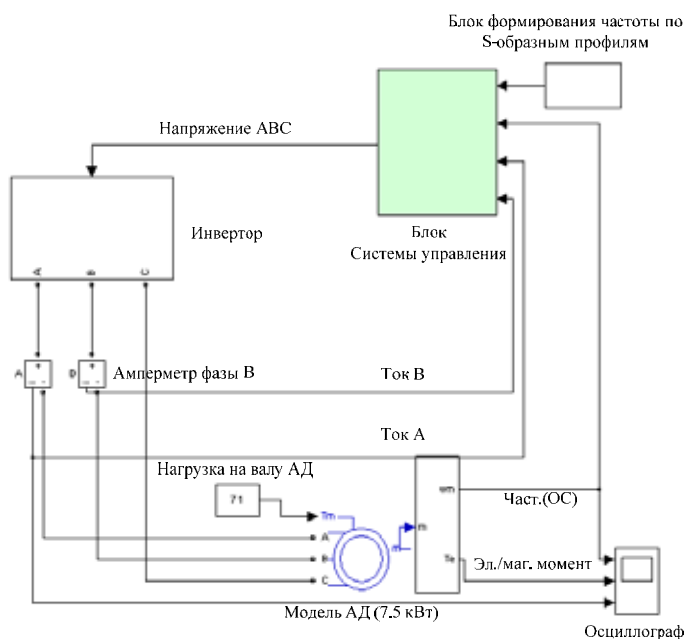 Блок формирования частоты по
S-образным профилям
Напряжение ABC
Инвертор
Блок
Системы управления
A
B
C
A
Амперметр фазы B
Ток B
Ток A
Нагрузка на валу АД
71
Tm
A
B
C
m
m
wm
Te
Част.(ОС)
Эл./маг. момент
Модель АД (7.5 кВт)
Осциллограф